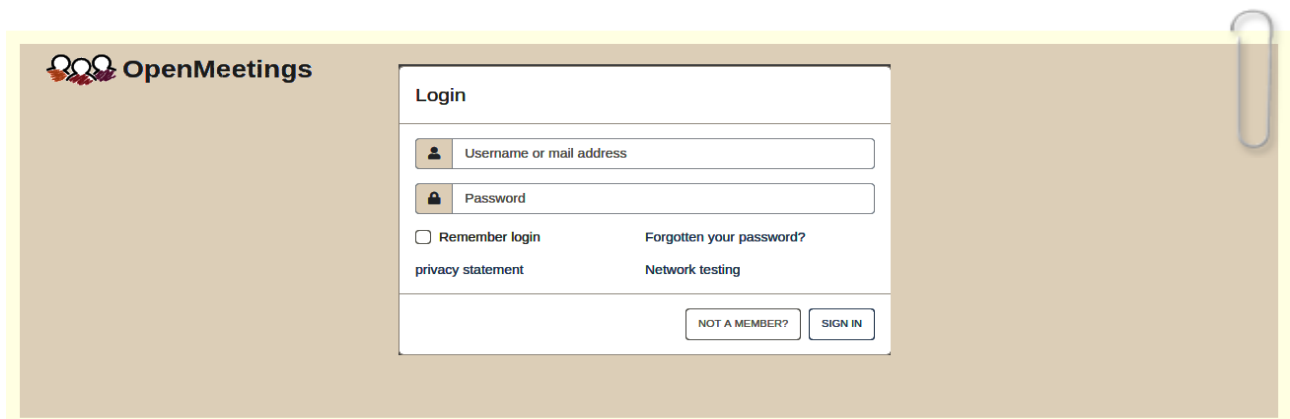 OpenMeetings
Login
Username or mail address
Password
Remember login
Forgotten your password?
privacy statement
Network testing
NOT A MEMBER?
SIGN IN